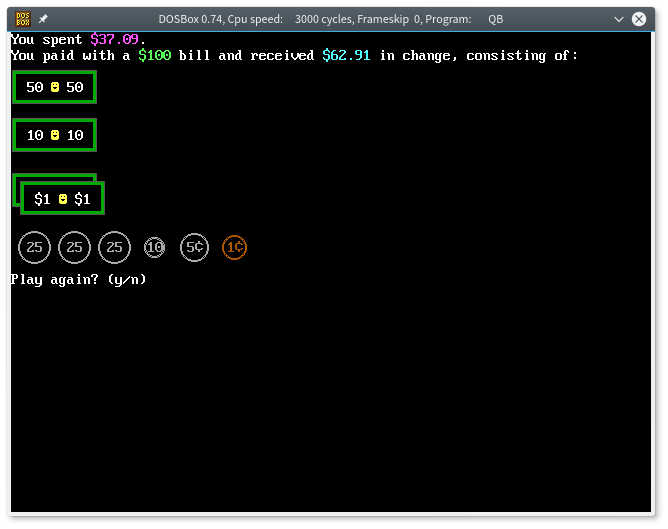 DOS BOX DOSBox 0.74, Cpu speed: 3000 cycles, Frameskip 0, Program: QB
You spent $37.09.
You paid with a $100 bill and received $62.91 in change, consisting of:
50 50
10 10
$1 $1
25 25 25 10 5¢ 1¢
Play again? (y/n)